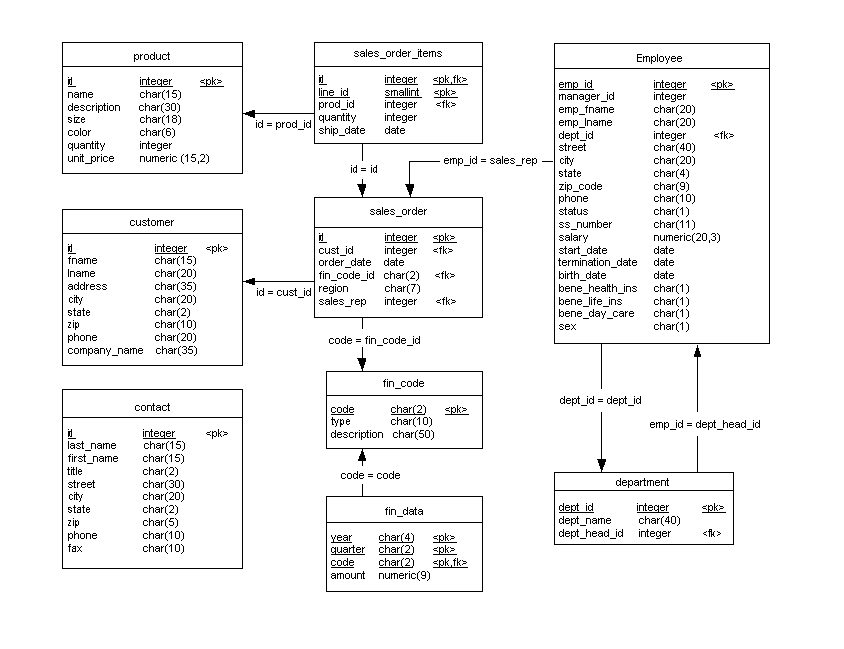 product
id integer <pk>
name char(15)
description char(30)
size char(18)
color char(6)
quantity integer
unit_price numeric (15,2)
sales_order_items
id integer <pk,fk>
line_id smallint <pk>
prod_id integer <fk>
quantity integer
ship_date date
Employee
emp_id integer <pk>
manager_id integer
emp_fname char(20)
emp_lname char(20)
dept_id integer <fk>
street char(40)
city char(20)
state char(4)
zip_code char(9)
phone char(10)
status char(1)
ss_number char(11)
salary numeric(20,3)
start_date date
termination_date date
birth_date date
bene_health_ins char(1)
bene_life_ins char(1)
bene_day_care char(1)
sex char(1)
id = prod_id
id = id
emp_id = sales_rep
customer
id integer <pk>
fname char(15)
lname char(20)
address char(35)
city char(20)
state char(2)
zip char(10)
phone char(20)
company_name char(35)
sales_order
id integer <pk>
cust_id integer <fk>
order_date date
fin_code_id char(2) <fk>
region char(7)
sales_rep integer <fk>
id = cust_id
code = fin_code_id
fin_code
code char(2) <pk>
type char(10)
description char(50)
dept_id = dept_id
emp_id = dept_head_id
contact
id integer <pk>
last_name char(15)
first_name char(15)
title char(2)
street char(30)
city char(20)
state char(2)
zip char(5)
phone char(10)
fax char(10)
code = code
fin_data
year char(4) <pk>
quarter char(2) <pk>
code char(2) <pk,fk>
amount numeric(9)
department
dept_id integer <pk>
dept_name char(40)
dept_head_id integer <fk>